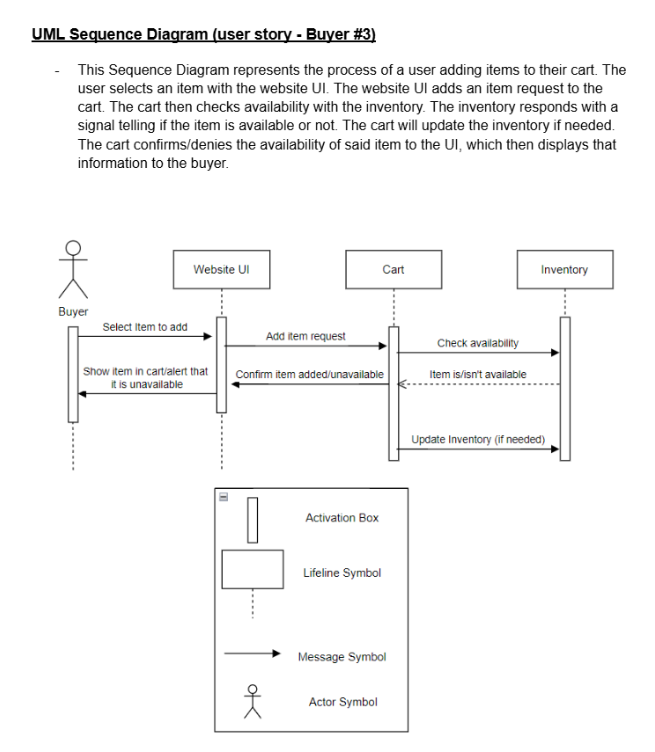 UML Sequence Diagram (user story - Buyer #3)
- This Sequence Diagram represents the process of a user adding items to their cart. The
user selects an item with the website UI. The website UI adds an item request to the
cart. The cart then checks availability with the inventory. The inventory responds with a
signal telling if the item is available or not. The cart will update the inventory if needed.
The cart confirms/denies the availability of said item to the UI, which then displays that
information to the buyer.
Website UI
Cart
Inventory
Buyer
Select Item to add
Add item request
Check availability
Show item in cart/alert that
it is unavailable
Confirm item added/unavailable
Item is/isn't available
Update Inventory (if needed)
Activation Box
Lifeline Symbol
Message Symbol
Actor Symbol